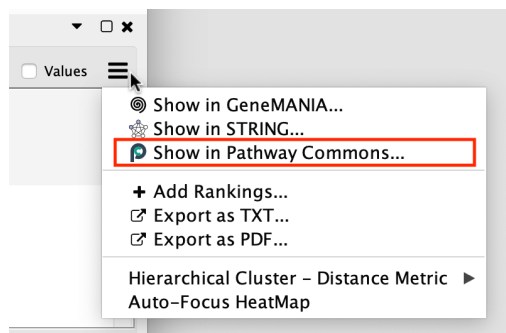 Values
Show in GeneMANIA...
Show in STRING...
Show in Pathway Commons...
Add Rankings...
Export as TXT...
Export as PDF...
Hierarchical Cluster – Distance Metric
Auto-Focus HeatMap